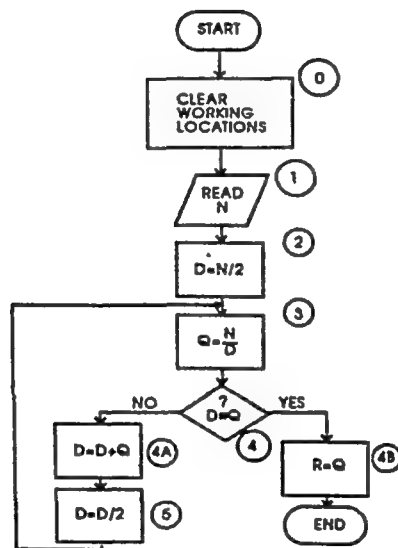 START
0
CLEAR
WORKING
LOCATIONS
1
READ
N
2
D=N/2
3
Q=N/D
?
D=Q
NO
YES
4
D=D+Q
4A
R=Q
4B
D=D/2
5
END